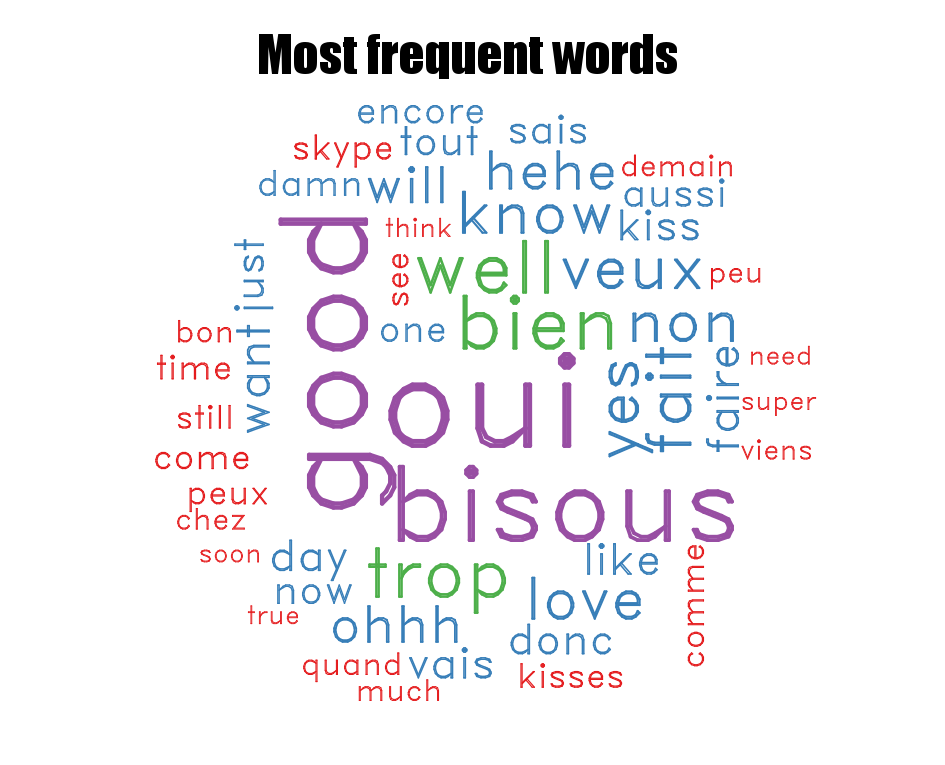 Most frequent words
encore
sais
tout
skype
hehe
demain
damn
will
aussi
know
kiss
think
good
just
see
well
veux
peu
bon
want
one
bien
non
time
oui
yes
fait
faire
need
still
super
come
viens
peux
bisous
chez
soon
day
trop
like
comme
now
love
true
ohhh
donc
quand
vais
kisses
much